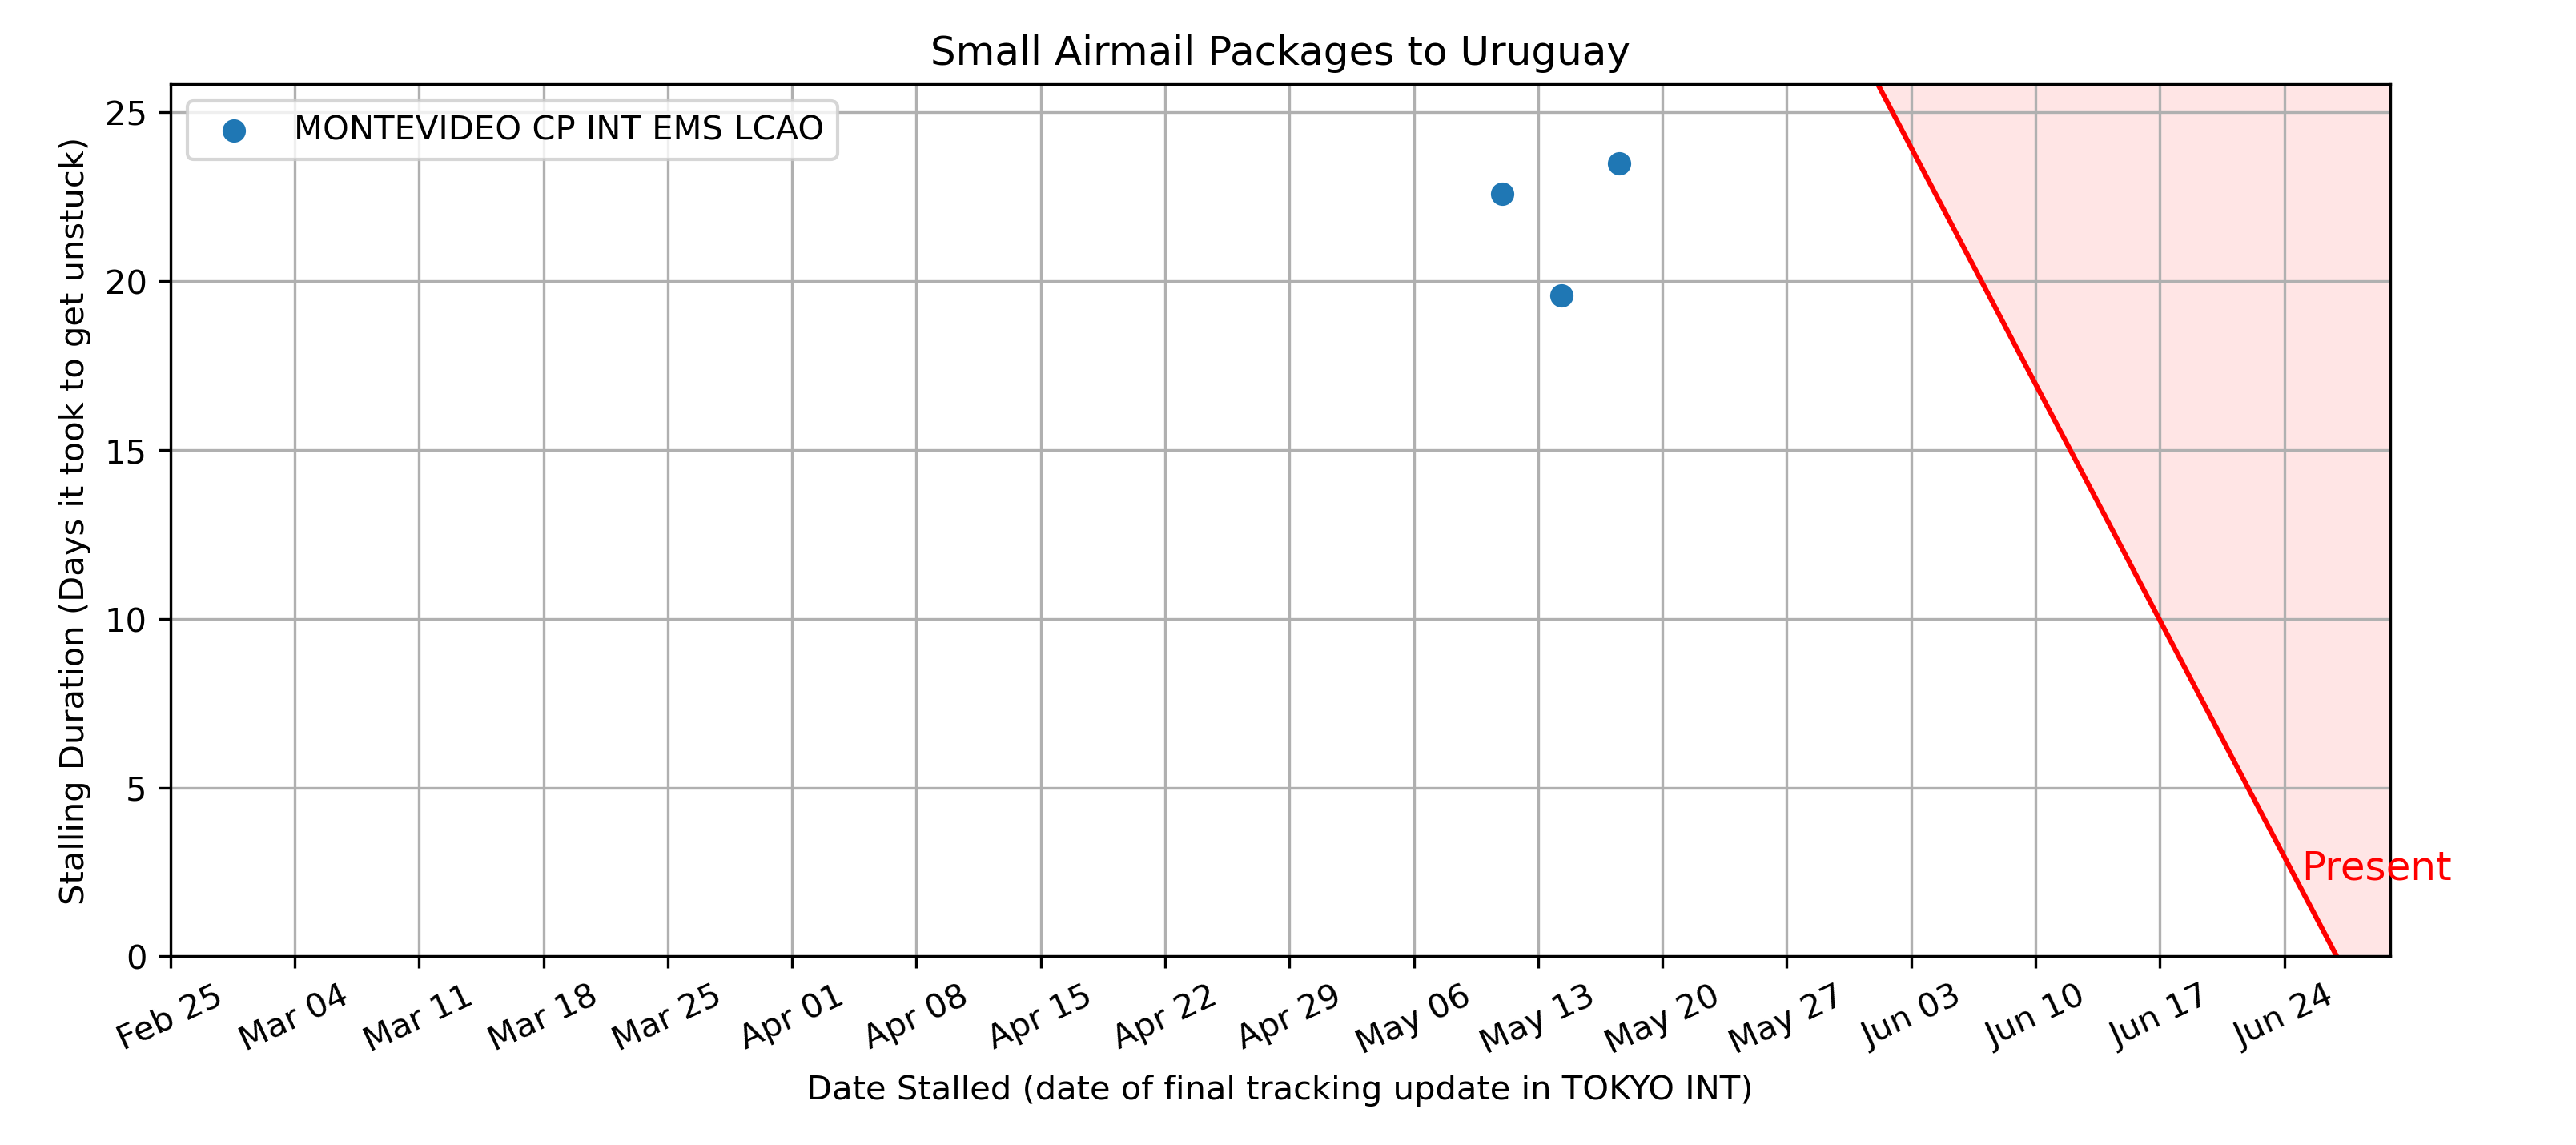 Small Airmail Packages to Uruguay
MONTEVIDEO CP INT EMS LCAO
Stalling Duration (Days it took to get unstuck)
25
20
15
10
5
0
Present
Feb 25
Mar 04
Mar 11
Mar 18
Mar 25
Apr 01
Apr 08
Apr 15
Apr 22
Apr 29
May 06
May 13
May 20
May 27
Jun 03
Jun 10
Jun 17
Jun 24
Date Stalled (date of final tracking update in TOKYO INT)